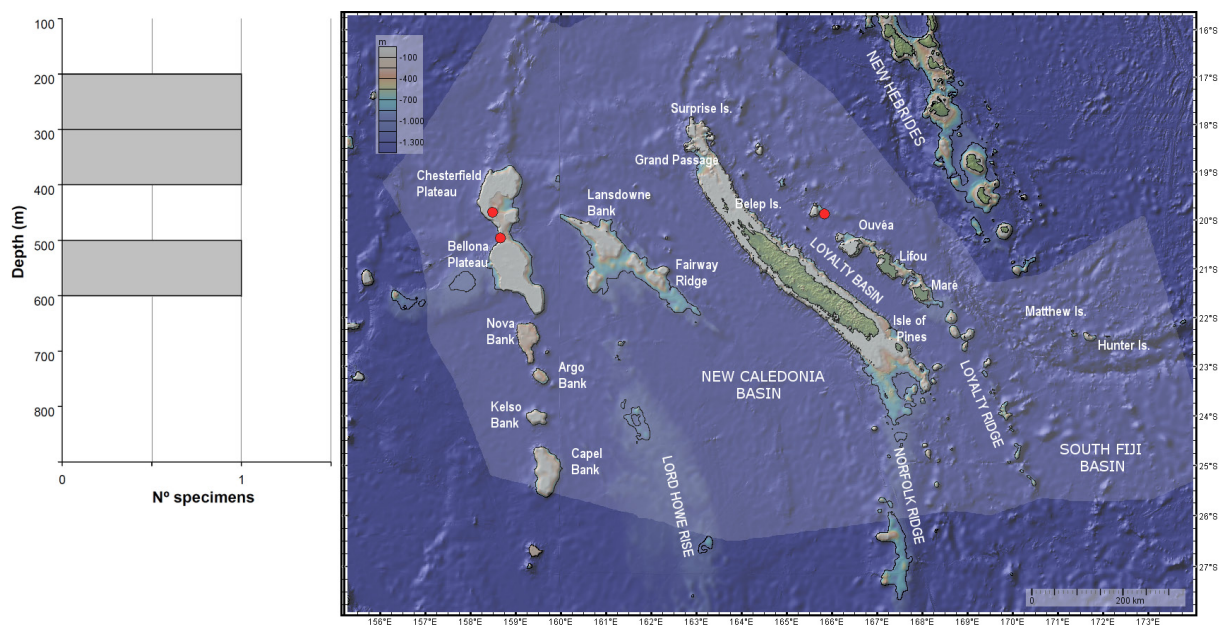 100
200
300
400
500
600
700
800
Depth (m)
0
1
Nº specimens
m
-100
-400
-700
-1.000
-1.300
Surprise Is.
Grand Passage
Chesterfield
Plateau
Lansdowne
Bank
Belep Is.
NEW HEBRIDES
Bellona
Plateau
Fairway
Ridge
LOYALTY BASIN
Ouvéa
Lifou
Maré
Matthew Is.
Hunter Is.
Nova
Bank
Isle of
Pines
Argo
Bank
NEW CALEDONIA
BASIN
Kelso
Bank
LOYALTY RIDGE
Capel
Bank
LORD HOWE RISE
NORFOLK RIDGE
SOUTH FIJI
BASIN
0
200 km
16°S
17°S
18°S
19°S
20°S
21°S
22°S
23°S
24°S
25°S
26°S
27°S
156°E
157°E
158°E
159°E
160°E
161°E
162°E
163°E
164°E
165°E
166°E
167°E
168°E
169°E
170°E
171°E
172°E
173°E